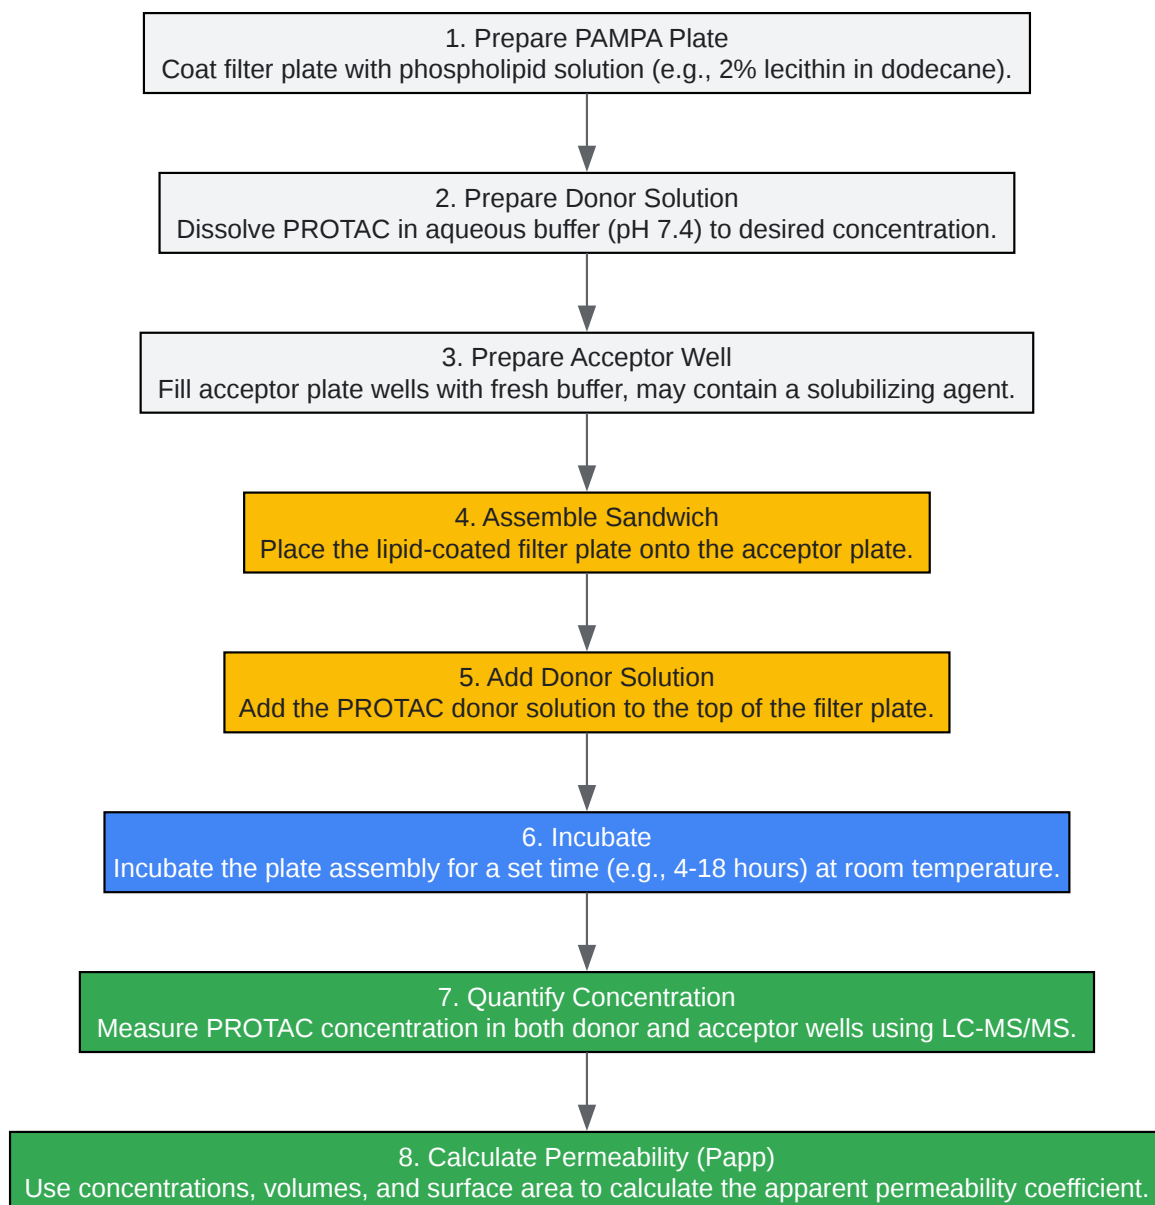 1. Prepare PAMPA Plate
Coat filter plate with phospholipid solution (e.g., 2% lecithin in dodecane).
2. Prepare Donor Solution
Dissolve PROTAC in aqueous buffer (pH 7.4) to desired concentration.
3. Prepare Acceptor Well
Fill acceptor plate wells with fresh buffer, may contain a solubilizing agent.
4. Assemble Sandwich
Place the lipid-coated filter plate onto the acceptor plate.
5. Add Donor Solution
Add the PROTAC donor solution to the top of the filter plate.
6. Incubate
Incubate the plate assembly for a set time (e.g., 4-18 hours) at room temperature.
7. Quantify Concentration
Measure PROTAC concentration in both donor and acceptor wells using LC-MS/MS.
8. Calculate Permeability (Papp)
Use concentrations, volumes, and surface area to calculate the apparent permeability coefficient.